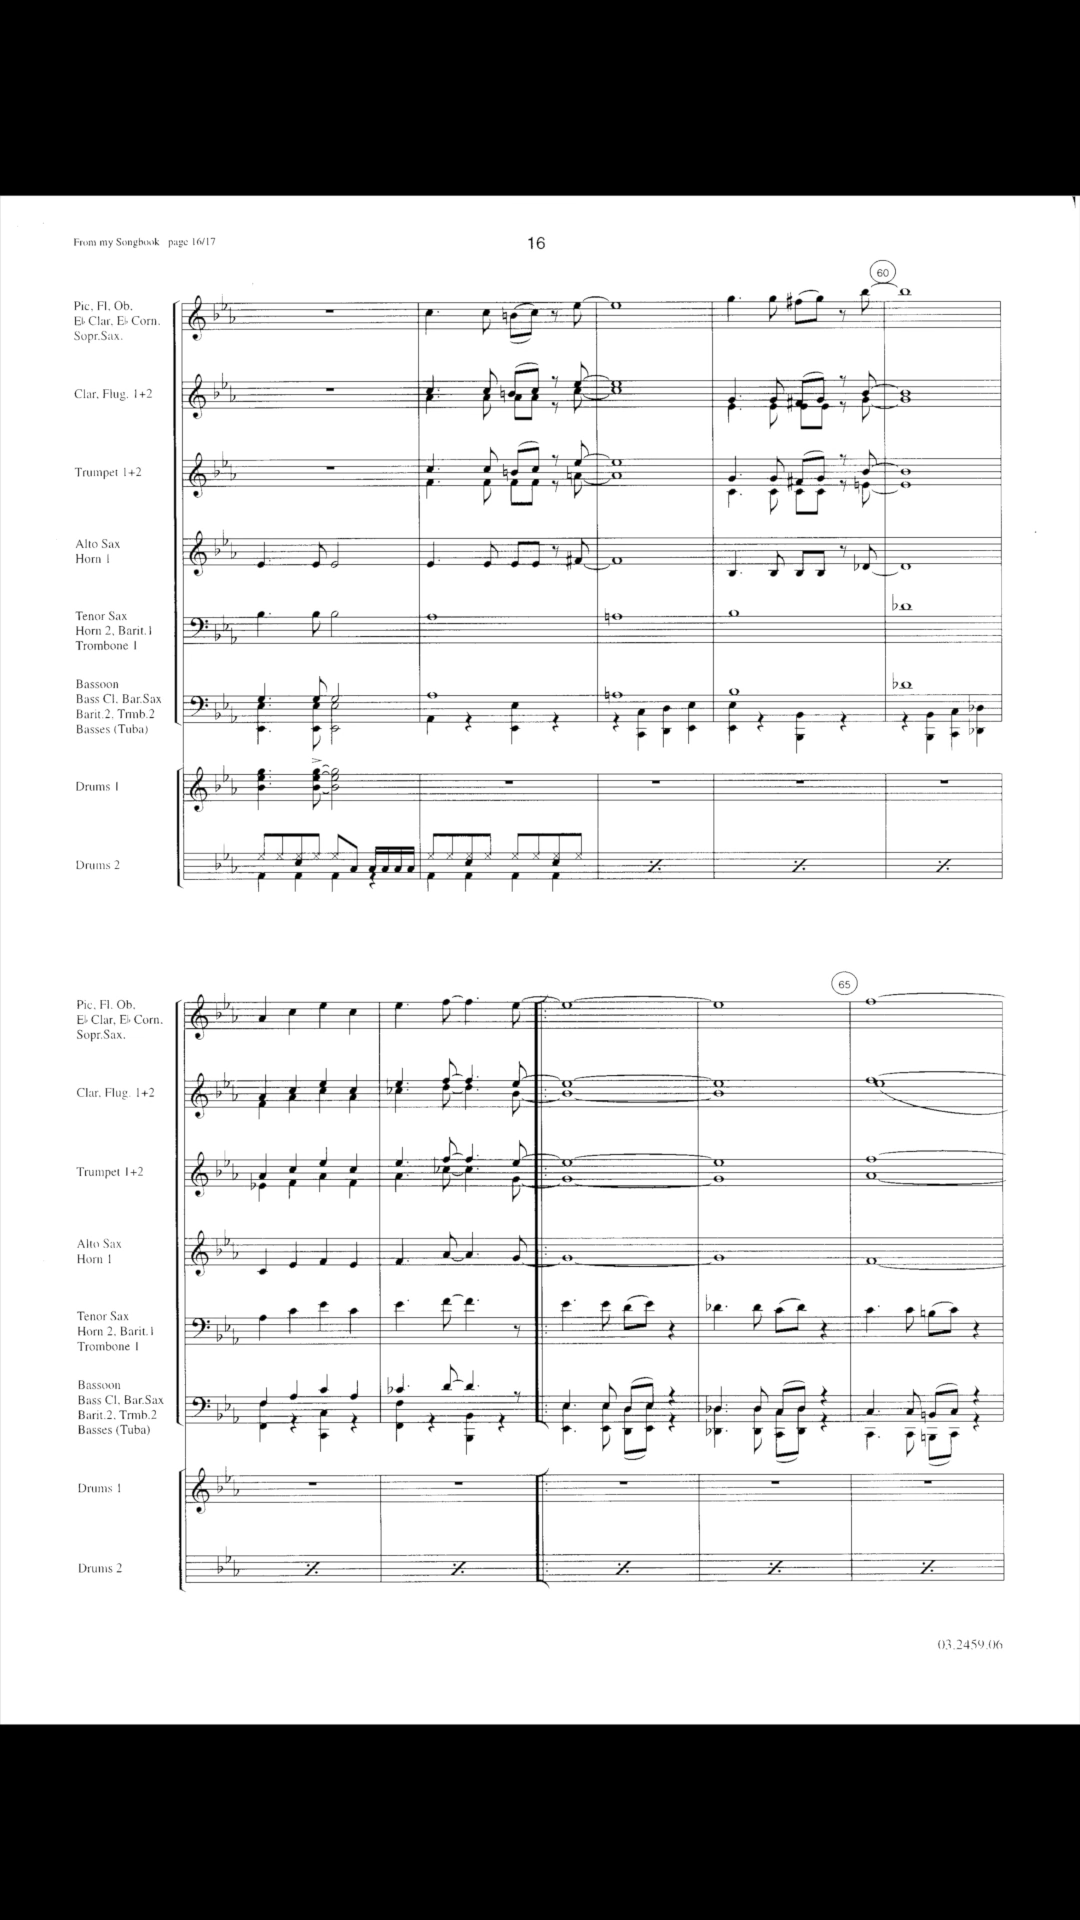 From my Songbook page 16/17
16
60
Pic, Fl, Ob,
E♭ Clar, E♭ Corn.
Sopr.Sax.
Clar, Flug. 1+2
Trumpet 1+2
Alto Sax
Horn 1
Tenor Sax
Horn 2, Barit.1
Trombone 1
Bassoon
Bass Cl, Bar.Sax
Barit.2, Trmb.2
Basses (Tuba)
Drums 1
Drums 2
65
Pic, Fl. Ob,
E♭ Clar, E♭ Corn.
Sopr.Sax.
Clar, Flug. 1+2
Trumpet 1+2
Alto Sax
Horn 1
Tenor Sax
Horn 2, Barit.1
Trombone 1
Bassoon
Bass Cl, Bar.Sax
Barit.2, Trmb.2
Basses (Tuba)
Drums 1
Drums 2
03.2459.06